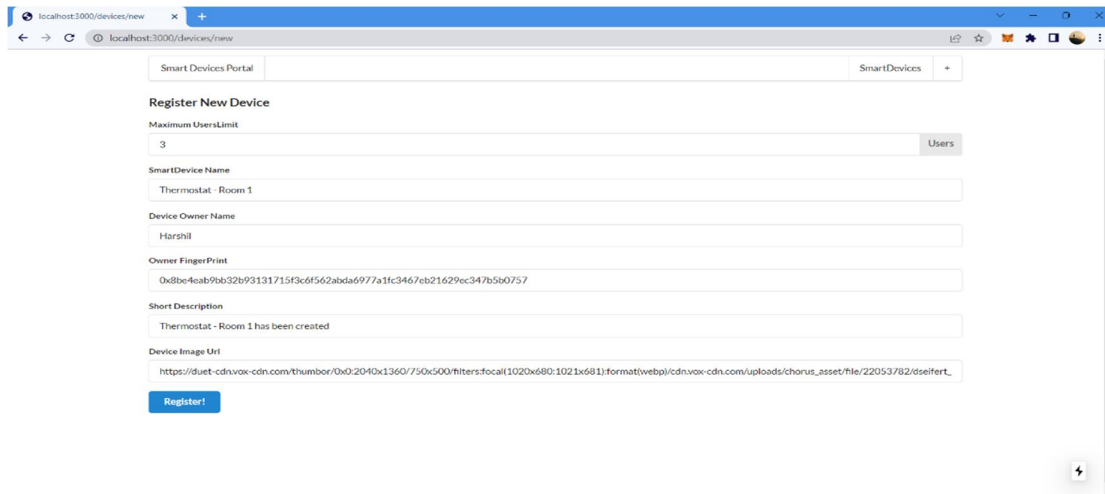 localhost:3000/devices/new
localhost:3000/devices/new
Smart Devices Portal SmartDevices +
Register New Device
Maximum UsersLimit
3 Users
SmartDevice Name
Thermostat - Room 1
Device Owner Name
Harshil
Owner FingerPrint
0x8be4eab9bb32b93131715f3c6f562abda6977a1fc3467eb21629ec347b5b0757
Short Description
Thermostat - Room 1 has been created
Device Image Url
https://duet-cdn.vox-cdn.com/thumbor/0x0:2040x1360/750x500/filters:focal(1020x680:1021x681):format(webp)/cdn.vox-cdn.com/uploads/chorus_asset/file/22053782/dseifert_
Register!